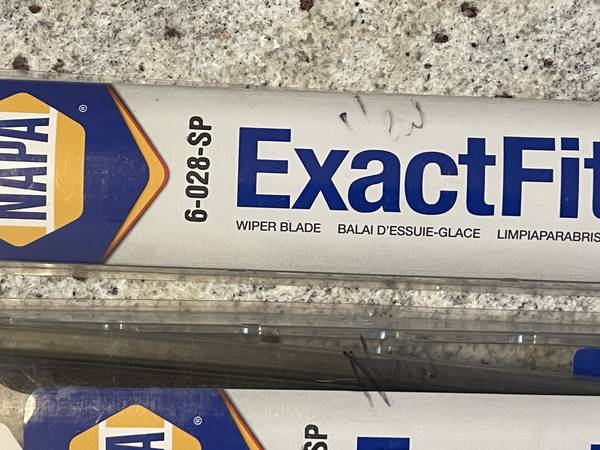 NAPA
®
6-028-SP
ExactFit
WIPER BLADE BALAI D'ESSUIE-GLACE LIMPIAPARABRIS
®